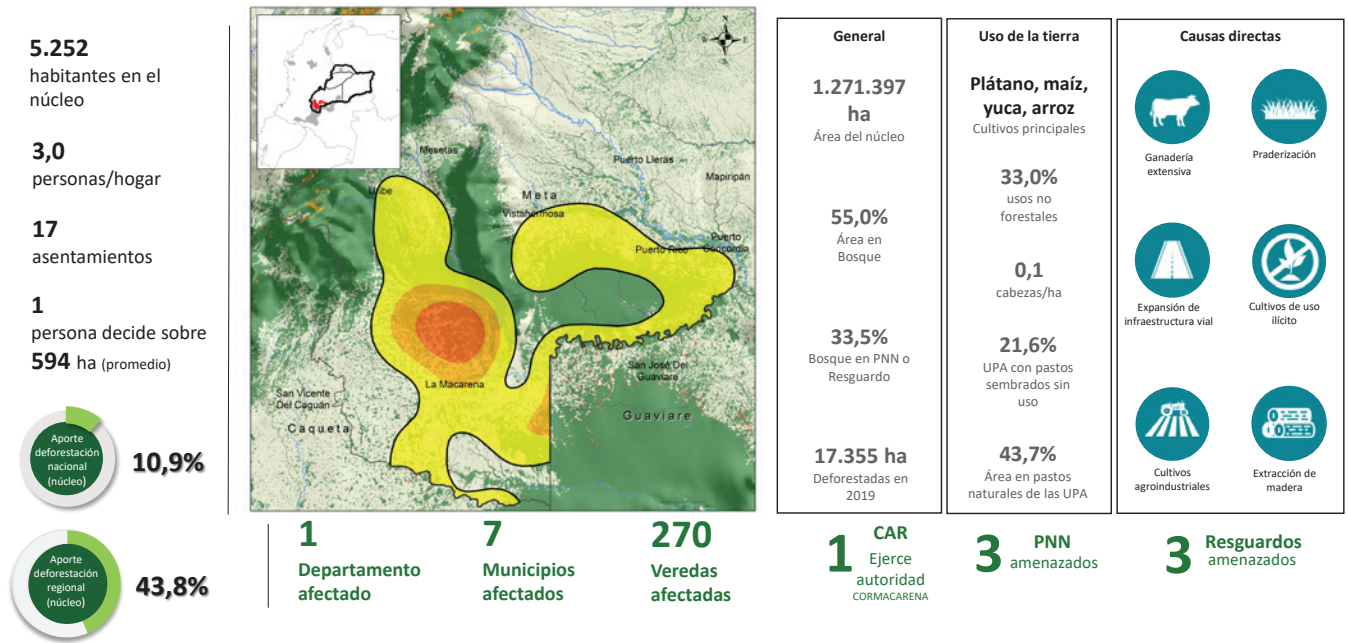 5.252
habitantes en el
núcleo
3,0
personas/hogar
17
asentamientos
1
persona decide sobre
594 ha (promedio)
Aporte
deforestación
nacional
(núcleo)
10,9%
Aporte
deforestación
regional
(núcleo)
43,8%
N
W
E
S
Mesetas
Puerto Lleras
Mapiripán
Uribe
Meta
Vistahermosa
Puerto Rico
Puerto
Concordia
La Macarena
San José Del
Guaviare
San Vicente
Del Caguán
Guaviare
Caqueta
1
Departamento
afectado
7
Municipios
afectados
270
Veredas
afectadas
General
1.271.397
ha
Área del núcleo
55,0%
Área en
Bosque
33,5%
Bosque en PNN o
Resguardo
17.355 ha
Deforestadas en
2019
Uso de la tierra
Plátano, maíz,
yuca, arroz
Cultivos principales
33,0%
usos no
forestales
0,1
cabezas/ha
21,6%
UPA con pastos
sembrados sin
uso
43,7%
Área en pastos
naturales de las UPA
Causas directas
Ganadería
extensiva
Praderización
Expansión de
infraestructura vial
Cultivos de uso
ilícito
Cultivos
agroindustriales
Extracción de
madera
1 CAR
Ejerce
autoridad
CORMACARENA
3 PNN
amenazados
3 Resguardos
amenazados